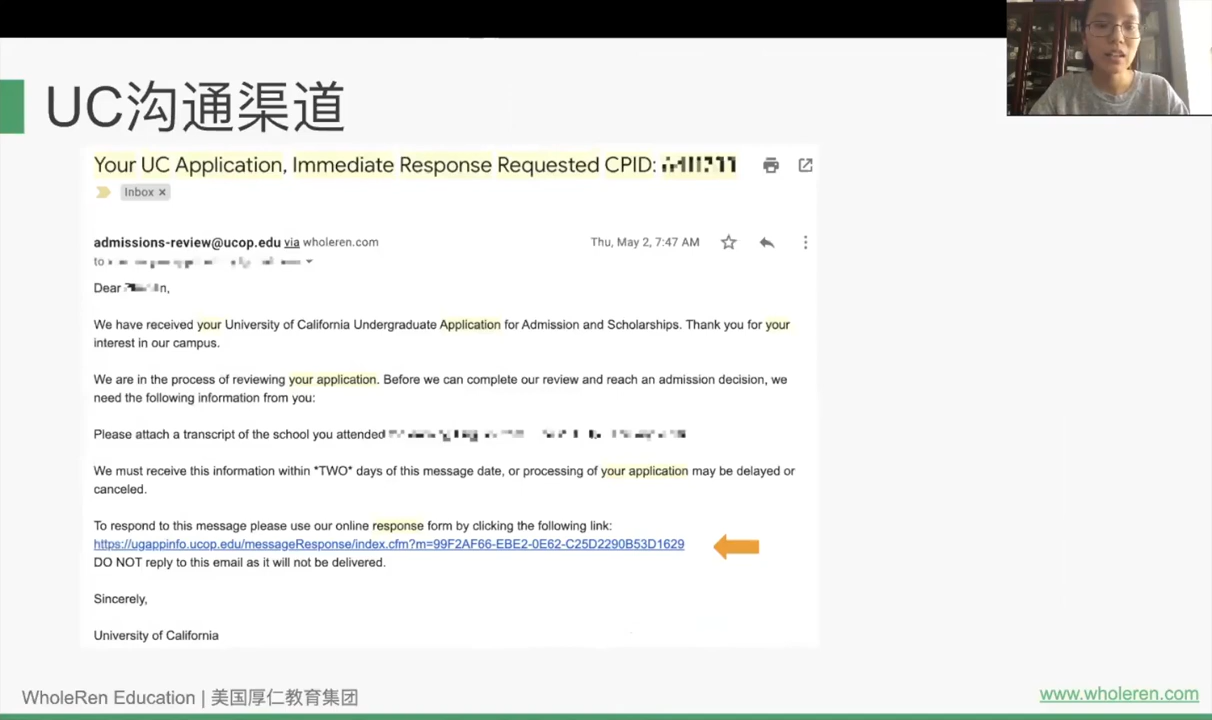 UC沟通渠道
Your UC Application, Immediate Response Requested CPID:
Inbox ×
admissions-review@ucop.edu via wholeren.com
Thu, May 2, 7:47 AM
to
Dear
We have received your University of California Undergraduate Application for Admission and Scholarships. Thank you for your
interest in our campus.
We are in the process of reviewing your application. Before we can complete our review and reach an admission decision, we
need the following information from you:
Please attach a transcript of the school you attended
We must receive this information within *TWO* days of this message date, or processing of your application may be delayed or
canceled.
To respond to this message please use our online response form by clicking the following link:
https://ugappinfo.ucop.edu/messageResponse/index.cfm?m=99F2AF66-EBE2-0E62-C25D2290B53D1629
DO NOT reply to this email as it will not be delivered.
Sincerely,
University of California
WholeRen Education | 美国厚仁教育集团
www.wholeren.com